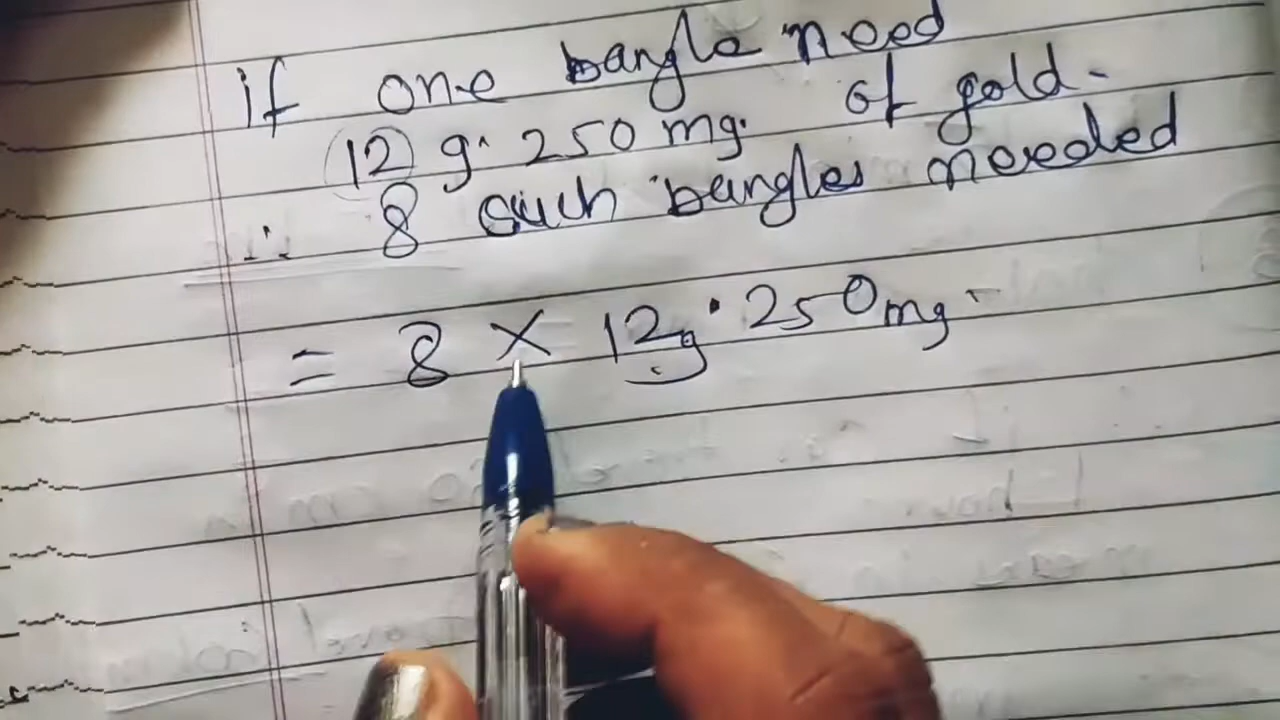 if one bangle need
12 g. 250 mg. of gold.
∴ 8 such bangles needed
= 8 × 12g. 250mg.